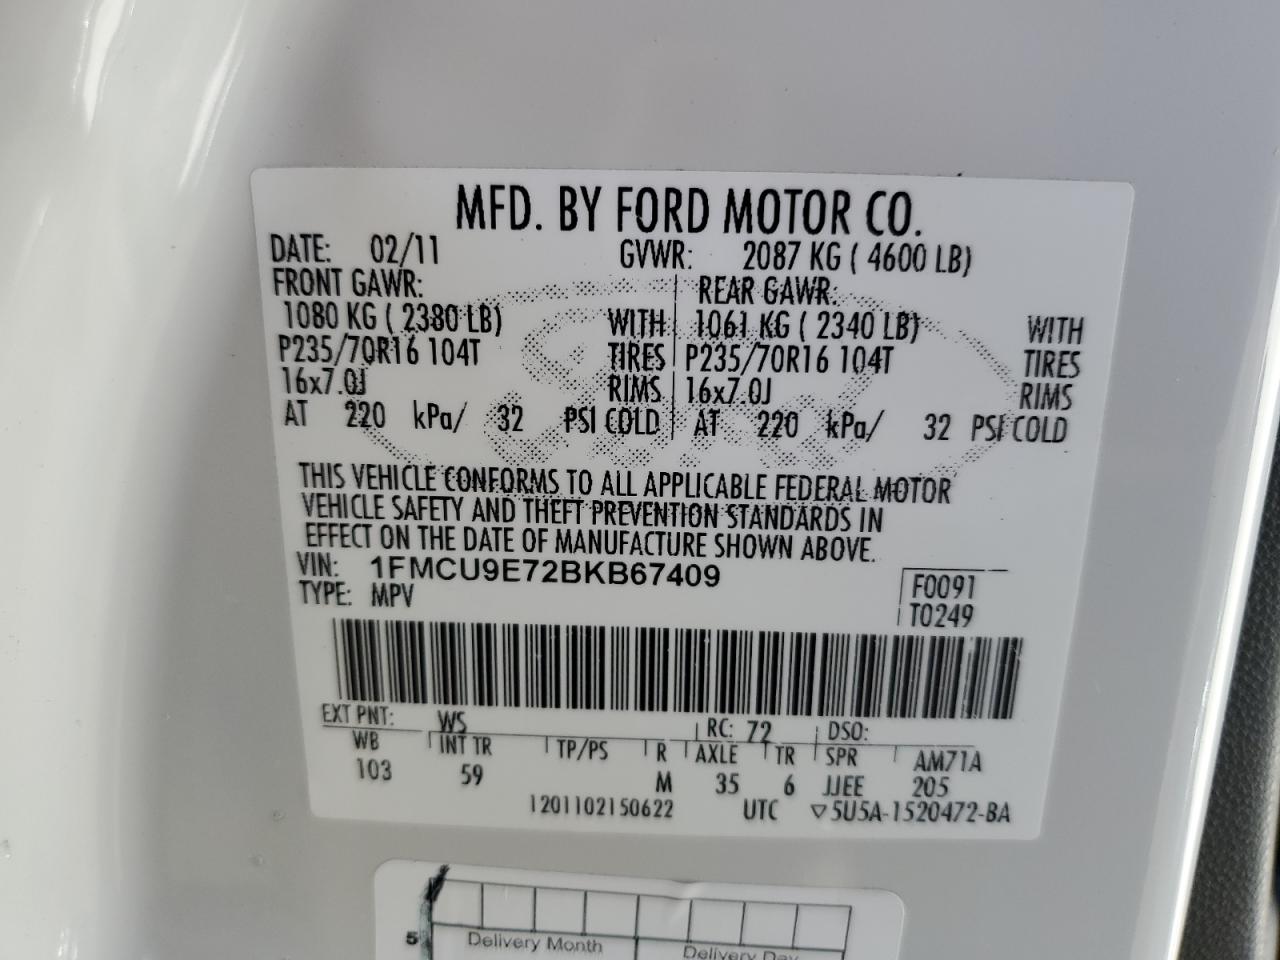 MFD. BY FORD MOTOR CO.
DATE: 02/11 GVWR: 2087 KG ( 4600 LB)
FRONT GAWR: REAR GAWR:
1080 KG ( 2380 LB) WITH 1061 KG ( 2340 LB) WITH
P235/70R16 104T TIRES P235/70R16 104T TIRES
16x7.0J RIMS 16x7.0J RIMS
AT 220 kPa/ 32 PSI COLD AT 220 kPa/ 32 PSI COLD
THIS VEHICLE CONFORMS TO ALL APPLICABLE FEDERAL MOTOR
VEHICLE SAFETY AND THEFT PREVENTION STANDARDS IN
EFFECT ON THE DATE OF MANUFACTURE SHOWN ABOVE.
VIN: 1FMCU9E72BKB67409 F0091
TYPE: MPV T0249
EXT PNT: WS RC: 72 DSO:
WB INT TR TP/PS R AXLE TR SPR AM71A
103 59 M 35 6 JJEE 205
1201102150622 UTC ▽5U5A-1520472-BA
5
Delivery Month Delivery Day